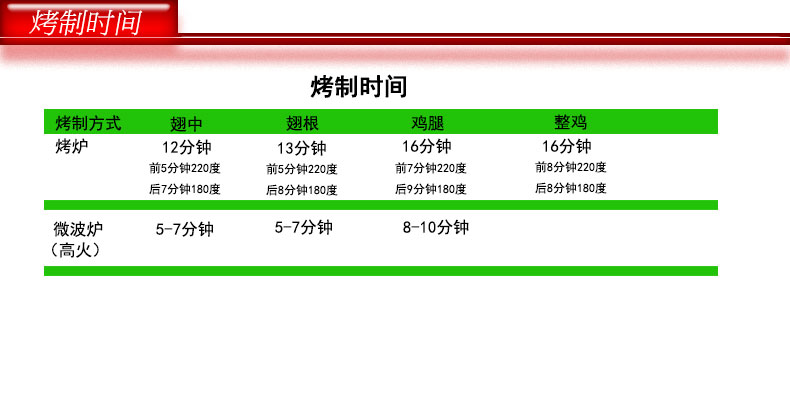 烤制时间
烤制时间
烤制方式 翅中 翅根 鸡腿 整鸡
烤炉 12分钟 13分钟 16分钟 16分钟
前5分钟220度 前5分钟220度 前7分钟220度 前8分钟220度
后7分钟180度 后8分钟180度 后9分钟180度 后8分钟180度
微波炉 5-7分钟 5-7分钟 8-10分钟
（高火）